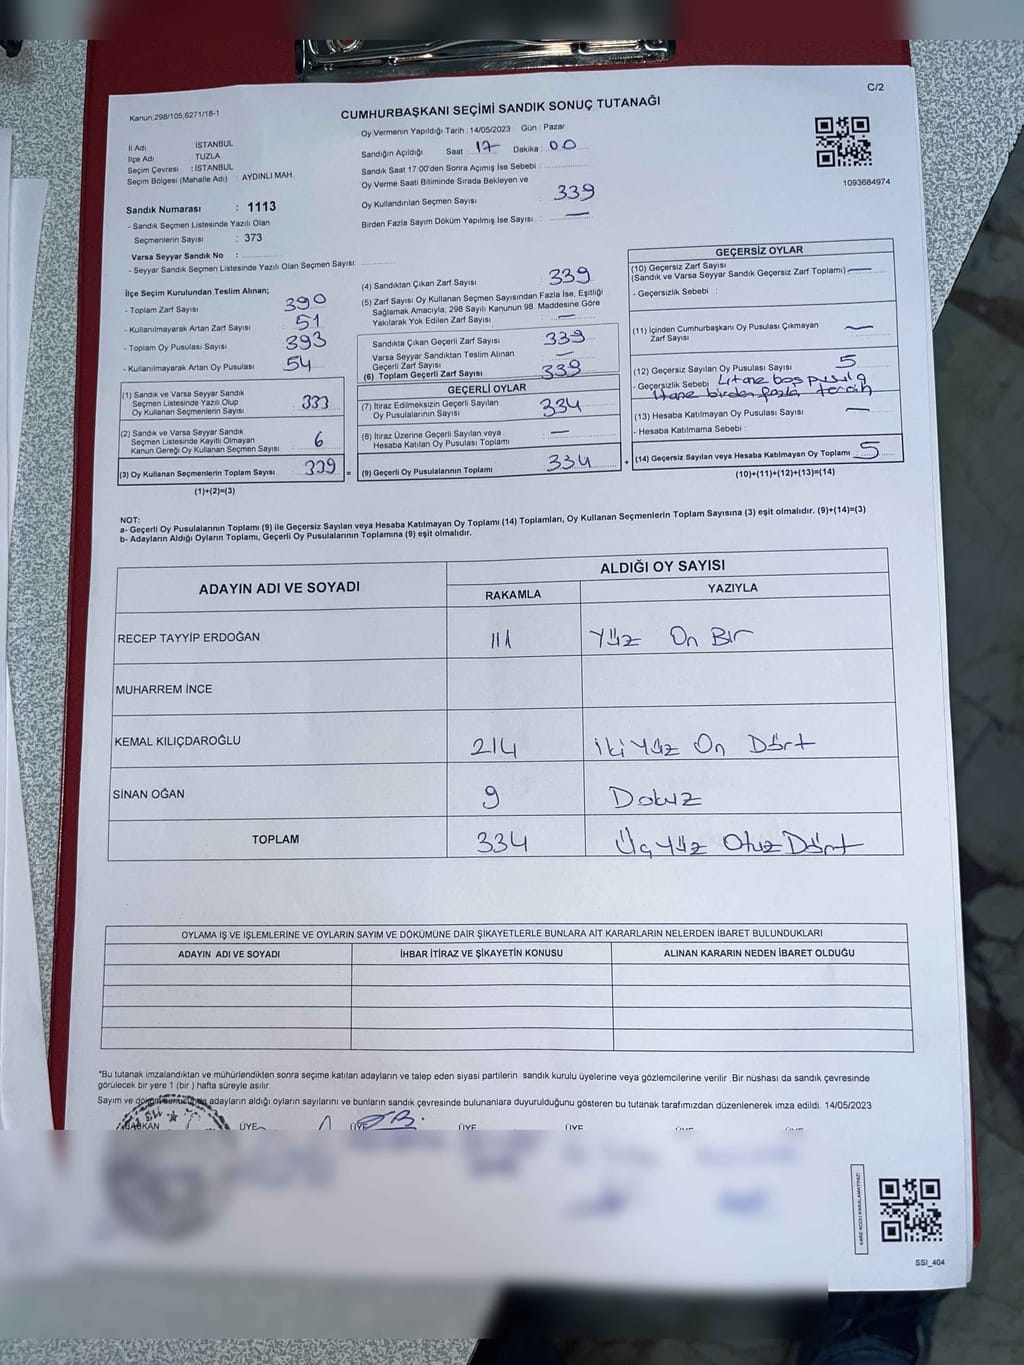 C/2
Kanun:298/105,6271/18-1
CUMHURBAŞKANI SEÇİMİ SANDIK SONUÇ TUTANAĞI
İl Adı İSTANBUL
İlçe Adı TUZLA
Seçim Çevresi : İSTANBUL
Seçim Bölgesi (Mahalle Adı) : AYDINLI MAH.
Sandık Numarası : 1113
- Sandık Seçmen Listesinde Yazılı Olan
Seçmenlerin Sayısı : 373
Varsa Seyyar Sandık No :
- Seyyar Sandık Seçmen Listesinde Yazılı Olan Seçmen Sayısı:
Oy Vermenin Yapıldığı Tarih : 14/05/2023 Gün : Pazar
Sandığın Açıldığı Saat 17 Dakika : 00
Sandık Saat 17:00'den Sonra Açımış İse Sebebi :
Oy Verme Saati Bitiminde Sırada Bekleyen ve
Oy Kullandırılan Seçmen Sayısı : 339
Birden Fazla Sayım Döküm Yapılmış İse Sayısı : —
1093684974
İlçe Seçim Kurulundan Teslim Alınan;
- Toplam Zarf Sayısı : 390
- Kullanılmayarak Artan Zarf Sayısı : 51
- Toplam Oy Pusulası Sayısı : 393
- Kullanılmayarak Artan Oy Pusulası : 54
(1) Sandık ve Varsa Seyyar Sandık
Seçmen Listesinde Yazılı Olup
Oy Kullanan Seçmenlerin Sayısı : 333
(2) Sandık ve Varsa Seyyar Sandık
Seçmen Listesinde Kayıtlı Olmayan
Kanun Gereği Oy Kullanan Seçmen Sayısı : 6
(3) Oy Kullanan Seçmenlerin Toplam Sayısı : 339 =
(1)+(2)=(3)
(4) Sandıktan Çıkan Zarf Sayısı : 339
(5) Zarf Sayısı Oy Kullanan Seçmen Sayısından Fazla İse, Eşitliği
Sağlamak Amacıyla; 298 Sayılı Kanunun 98. Maddesine Göre
Yakılarak Yok Edilen Zarf Sayısı : —
Sandıkta Çıkan Geçerli Zarf Sayısı : 339
Varsa Seyyar Sandıktan Teslim Alınan
Geçerli Zarf Sayısı : —
(6) Toplam Geçerli Zarf Sayısı : 339
GEÇERLİ OYLAR
(7) İtiraz Edilmeksizin Geçerli Sayılan
Oy Pusulalarının Sayısı : 334
(8) İtiraz Üzerine Geçerli Sayılan veya
Hesaba Katılan Oy Pusulası Toplamı : —
(9) Geçerli Oy Pusulalarının Toplamı : 334 +
GEÇERSİZ OYLAR
(10) Geçersiz Zarf Sayısı
(Sandık ve Varsa Seyyar Sandık Geçersiz Zarf Toplamı) : —
- Geçersizlik Sebebi :
(11) İçinden Cumhurbaşkanı Oy Pusulası Çıkmayan
Zarf Sayısı : —
(12) Geçersiz Sayılan Oy Pusulası Sayısı : 5
- Geçersizlik Sebebi : 4 tane boş pusula
1 tane birden fazla tercih
(13) Hesaba Katılmayan Oy Pusulası Sayısı : —
- Hesaba Katılmama Sebebi :
(14) Geçersiz Sayılan veya Hesaba Katılmayan Oy Toplamı : 5
(10)+(11)+(12)+(13)=(14)
NOT:
a- Geçerli Oy Pusulalarının Toplamı (9) ile Geçersiz Sayılan veya Hesaba Katılmayan Oy Toplamı (14) Toplamları, Oy Kullanan Seçmenlerin Toplam Sayısına (3) eşit olmalıdır. (9)+(14)=(3)
b- Adayların Aldığı Oyların Toplamı, Geçerli Oy Pusulalarının Toplamına (9) eşit olmalıdır.
ADAYIN ADI VE SOYADI ALDIĞI OY SAYISI
RAKAMLA YAZIYLA
RECEP TAYYİP ERDOĞAN 111 Yüz On Bir
MUHARREM İNCE
KEMAL KILIÇDAROĞLU 214 İki Yüz On Dört
SİNAN OĞAN 9 Dokuz
TOPLAM 334 Üç Yüz Otuz Dört
OYLAMA İŞ VE İŞLEMLERİNE VE OYLARIN SAYIM VE DÖKÜMÜNE DAİR ŞİKAYETLERLE BUNLARA AİT KARARLARIN NELERDEN İBARET BULUNDUKLARI
ADAYIN ADI VE SOYADI İHBAR İTİRAZ VE ŞİKAYETİN KONUSU ALINAN KARARIN NEDEN İBARET OLDUĞU
*Bu tutanak imzalandıktan ve mühürlendikten sonra seçime katılan adayların ve talep eden siyasi partilerin sandık kurulu üyelerine veya gözlemcilerine verilir .Bir nüshası da sandık çevresinde
görülecek bir yere 1 (bir ) hafta süreyle asılır.
Sayım ve adayların aldığı oyların sayılarını ve bunların sandık çevresinde bulunanlara duyurulduğunu gösteren bu tutanak tarafımızdan düzenlenerek imza edildi. 14/05/2023
BAŞKAN ÜYE ÜYE ÜYE ÜYE
KARE KODU KARALAMAYINIZ!
SSI_404